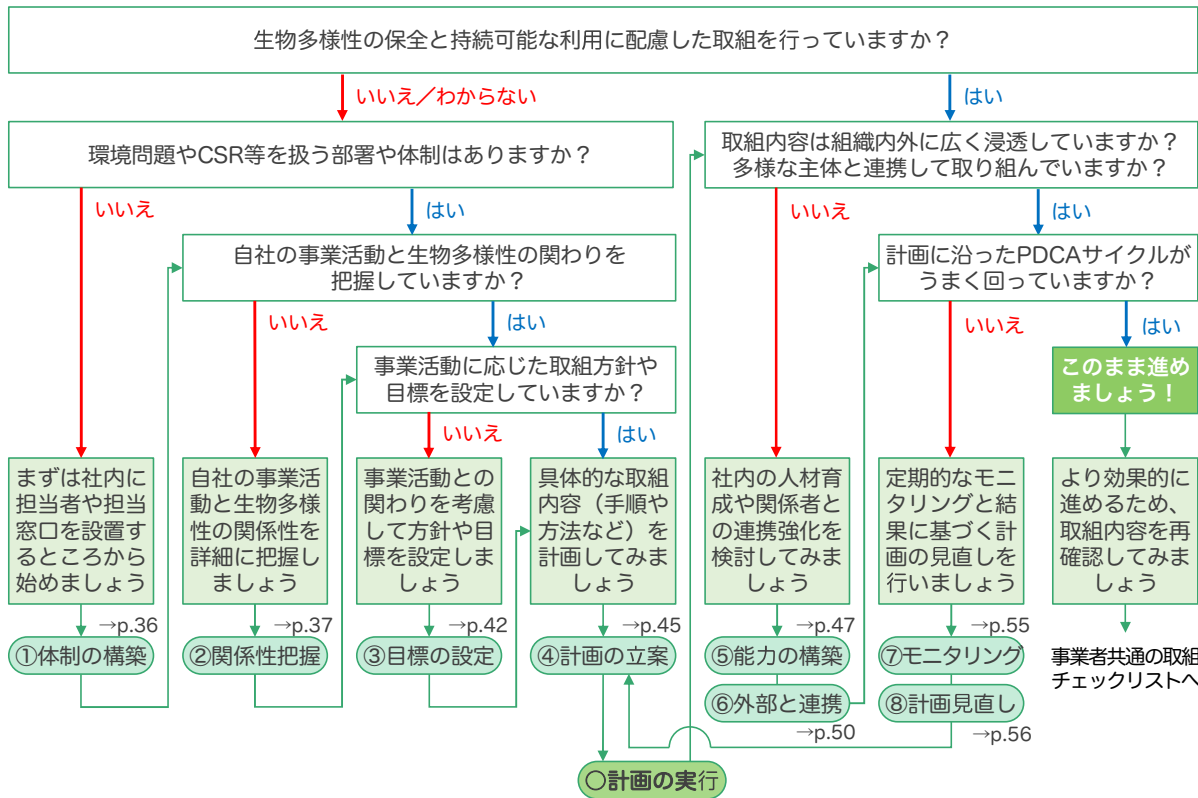 生物多様性の保全と持続可能な利用に配慮した取組を行っていますか？
いいえ／わからない
はい
環境問題やCSR等を扱う部署や体制はありますか？
取組内容は組織内外に広く浸透していますか？
多様な主体と連携して取り組んでいますか？
いいえ
はい
いいえ
はい
自社の事業活動と生物多様性の関わりを
把握していますか？
計画に沿ったPDCAサイクルが
うまく回っていますか？
いいえ
はい
いいえ
はい
事業活動に応じた取組方針や
目標を設定していますか？
このまま進め
ましょう！
いいえ
はい
まずは社内に
担当者や担当
窓口を設置す
るところから
始めましょう
自社の事業活
動と生物多様
性の関係性を
詳細に把握し
ましょう
事業活動との
関わりを考慮
して方針や目
標を設定しま
しょう
具体的な取組
内容（手順や
方法など）を
計画してみま
しょう
社内の人材育
成や関係者と
の連携強化を
検討してみま
しょう
定期的なモニ
タリングと結
果に基づく計
画の見直しを
行いましょう
より効果的に
進めるため、
取組内容を再
確認してみま
しょう
→p.36
→p.37
→p.42
→p.45
→p.47
→p.55
①体制の構築
②関係性把握
③目標の設定
④計画の立案
⑤能力の構築
⑦モニタリング
事業者共通の取組
チェックリストへ
⑥外部と連携
⑧計画見直し
→p.50
→p.56
〇計画の実行